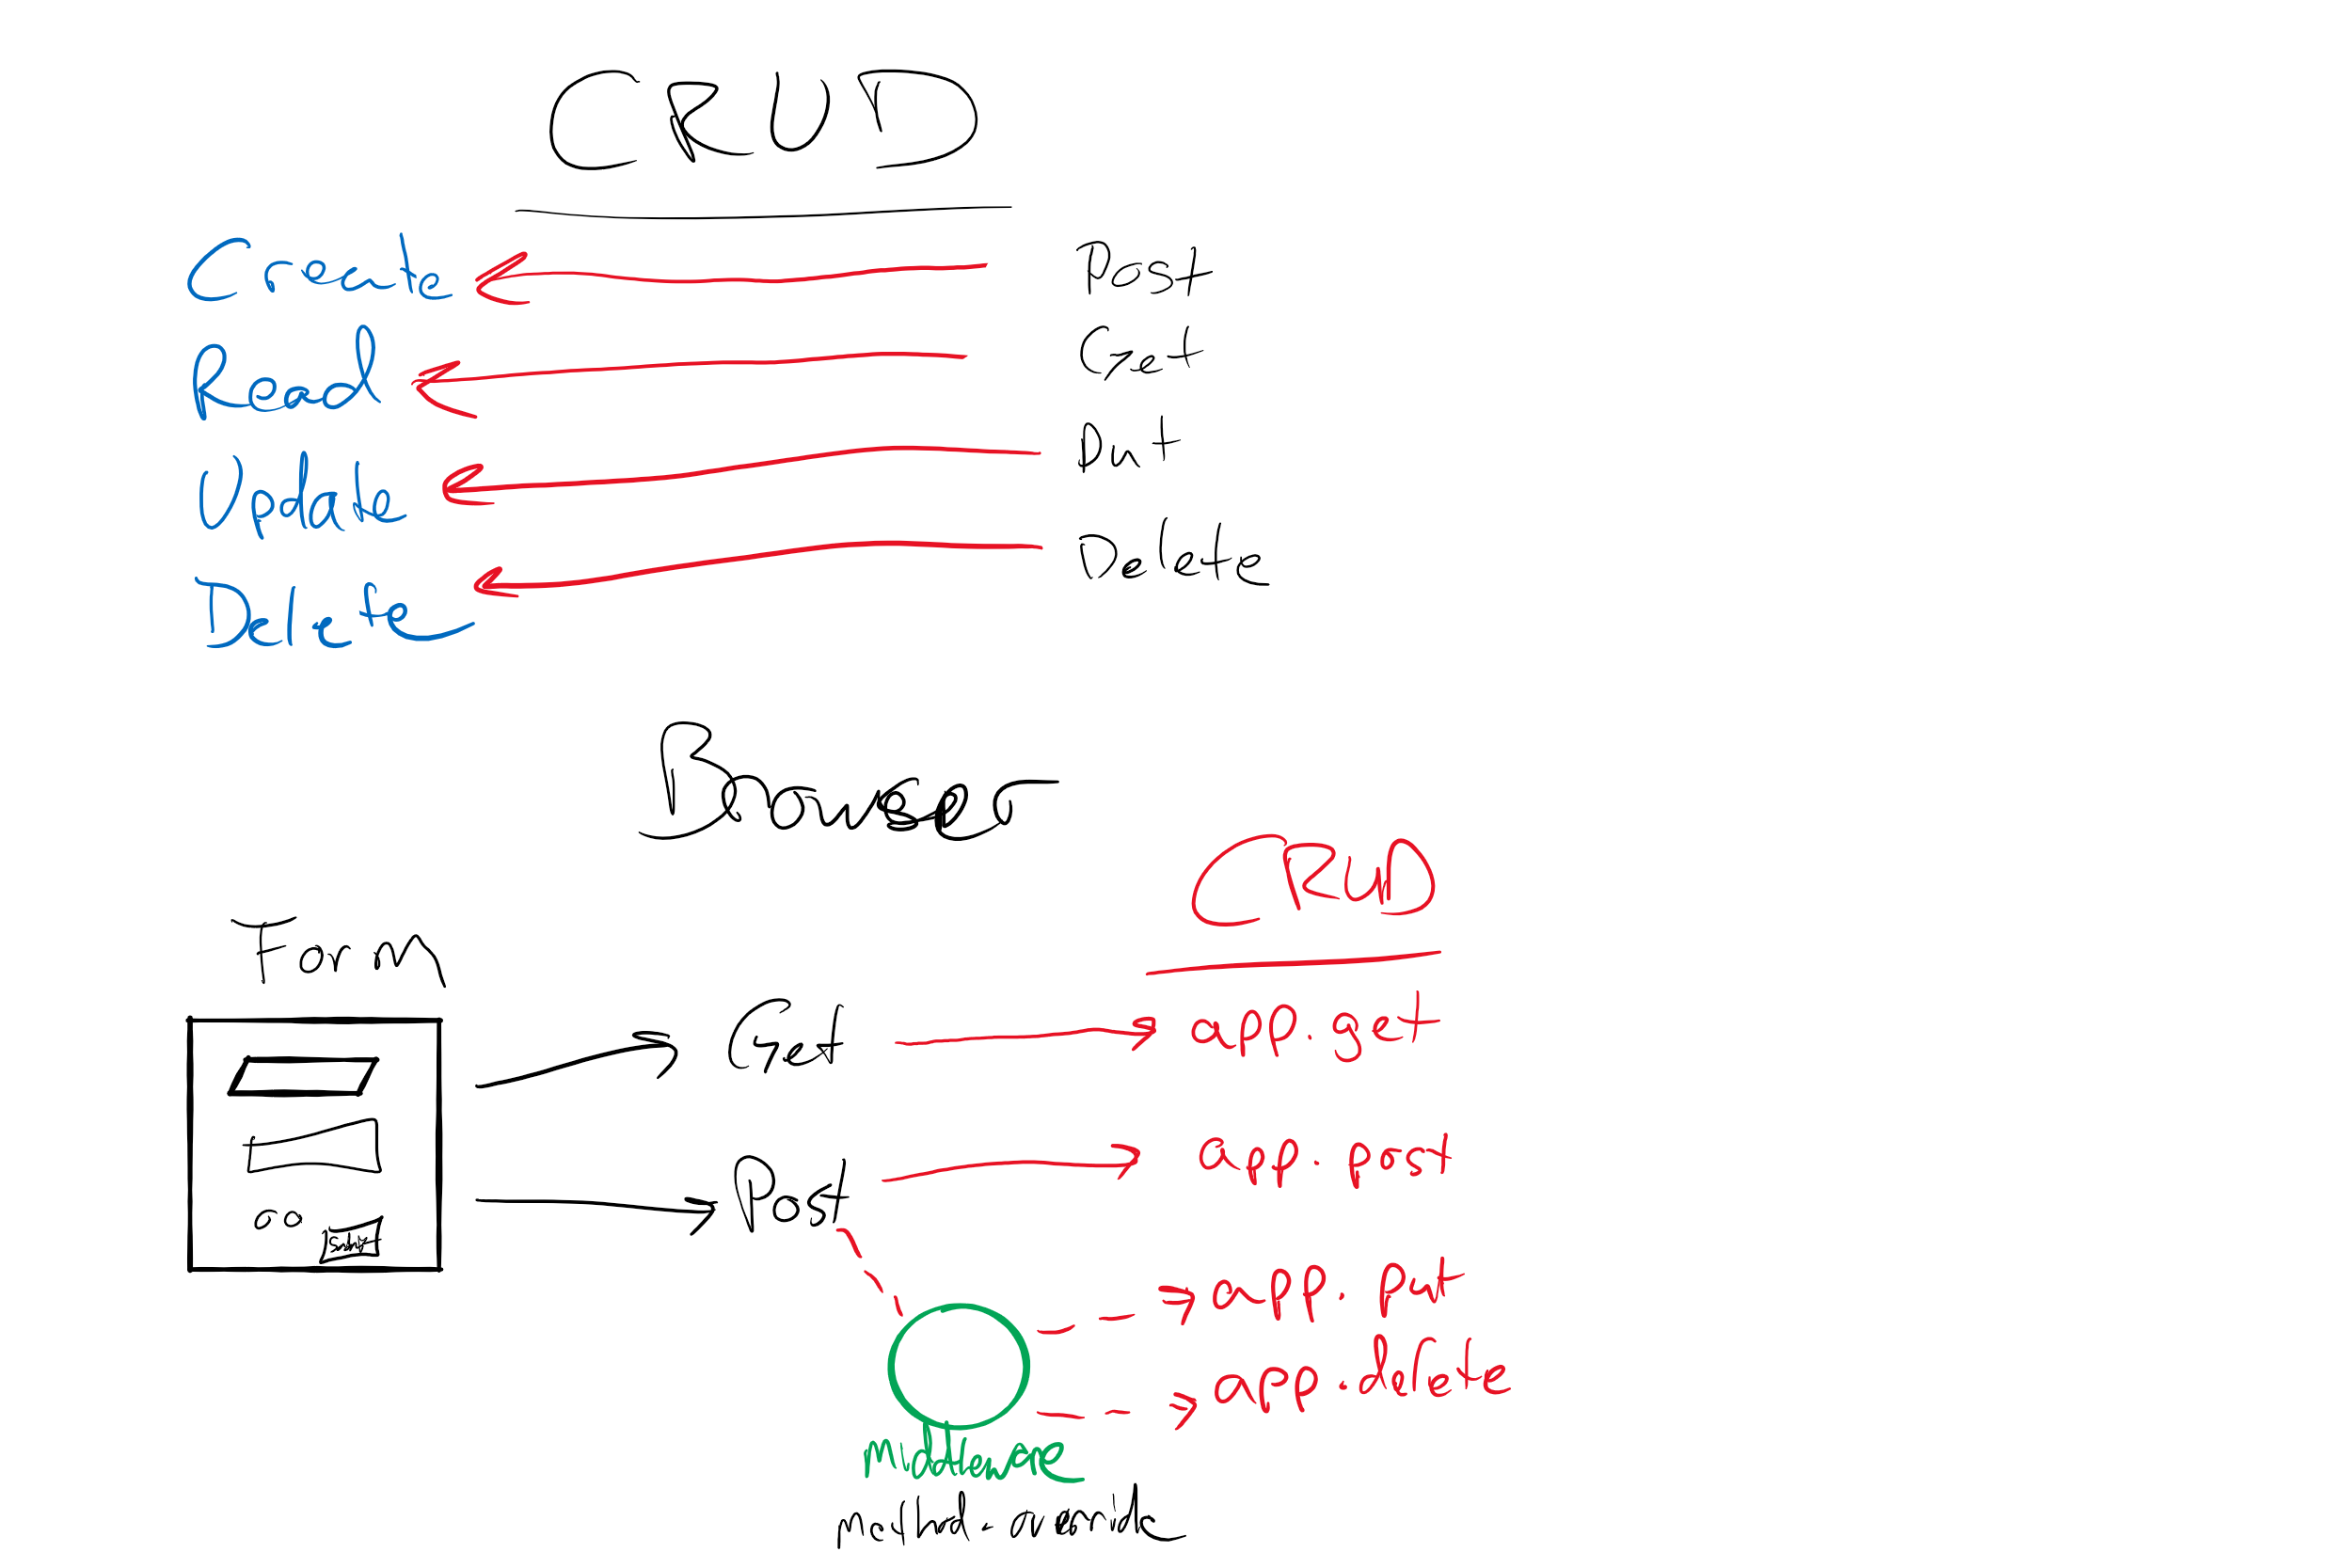 CRUD
Create Post
Read Get
Update Put
Delete Delete
Browser
CRUD
Form
Get app.get
Post app.post
Submit
app.put
app.delete
Middleware
method-override